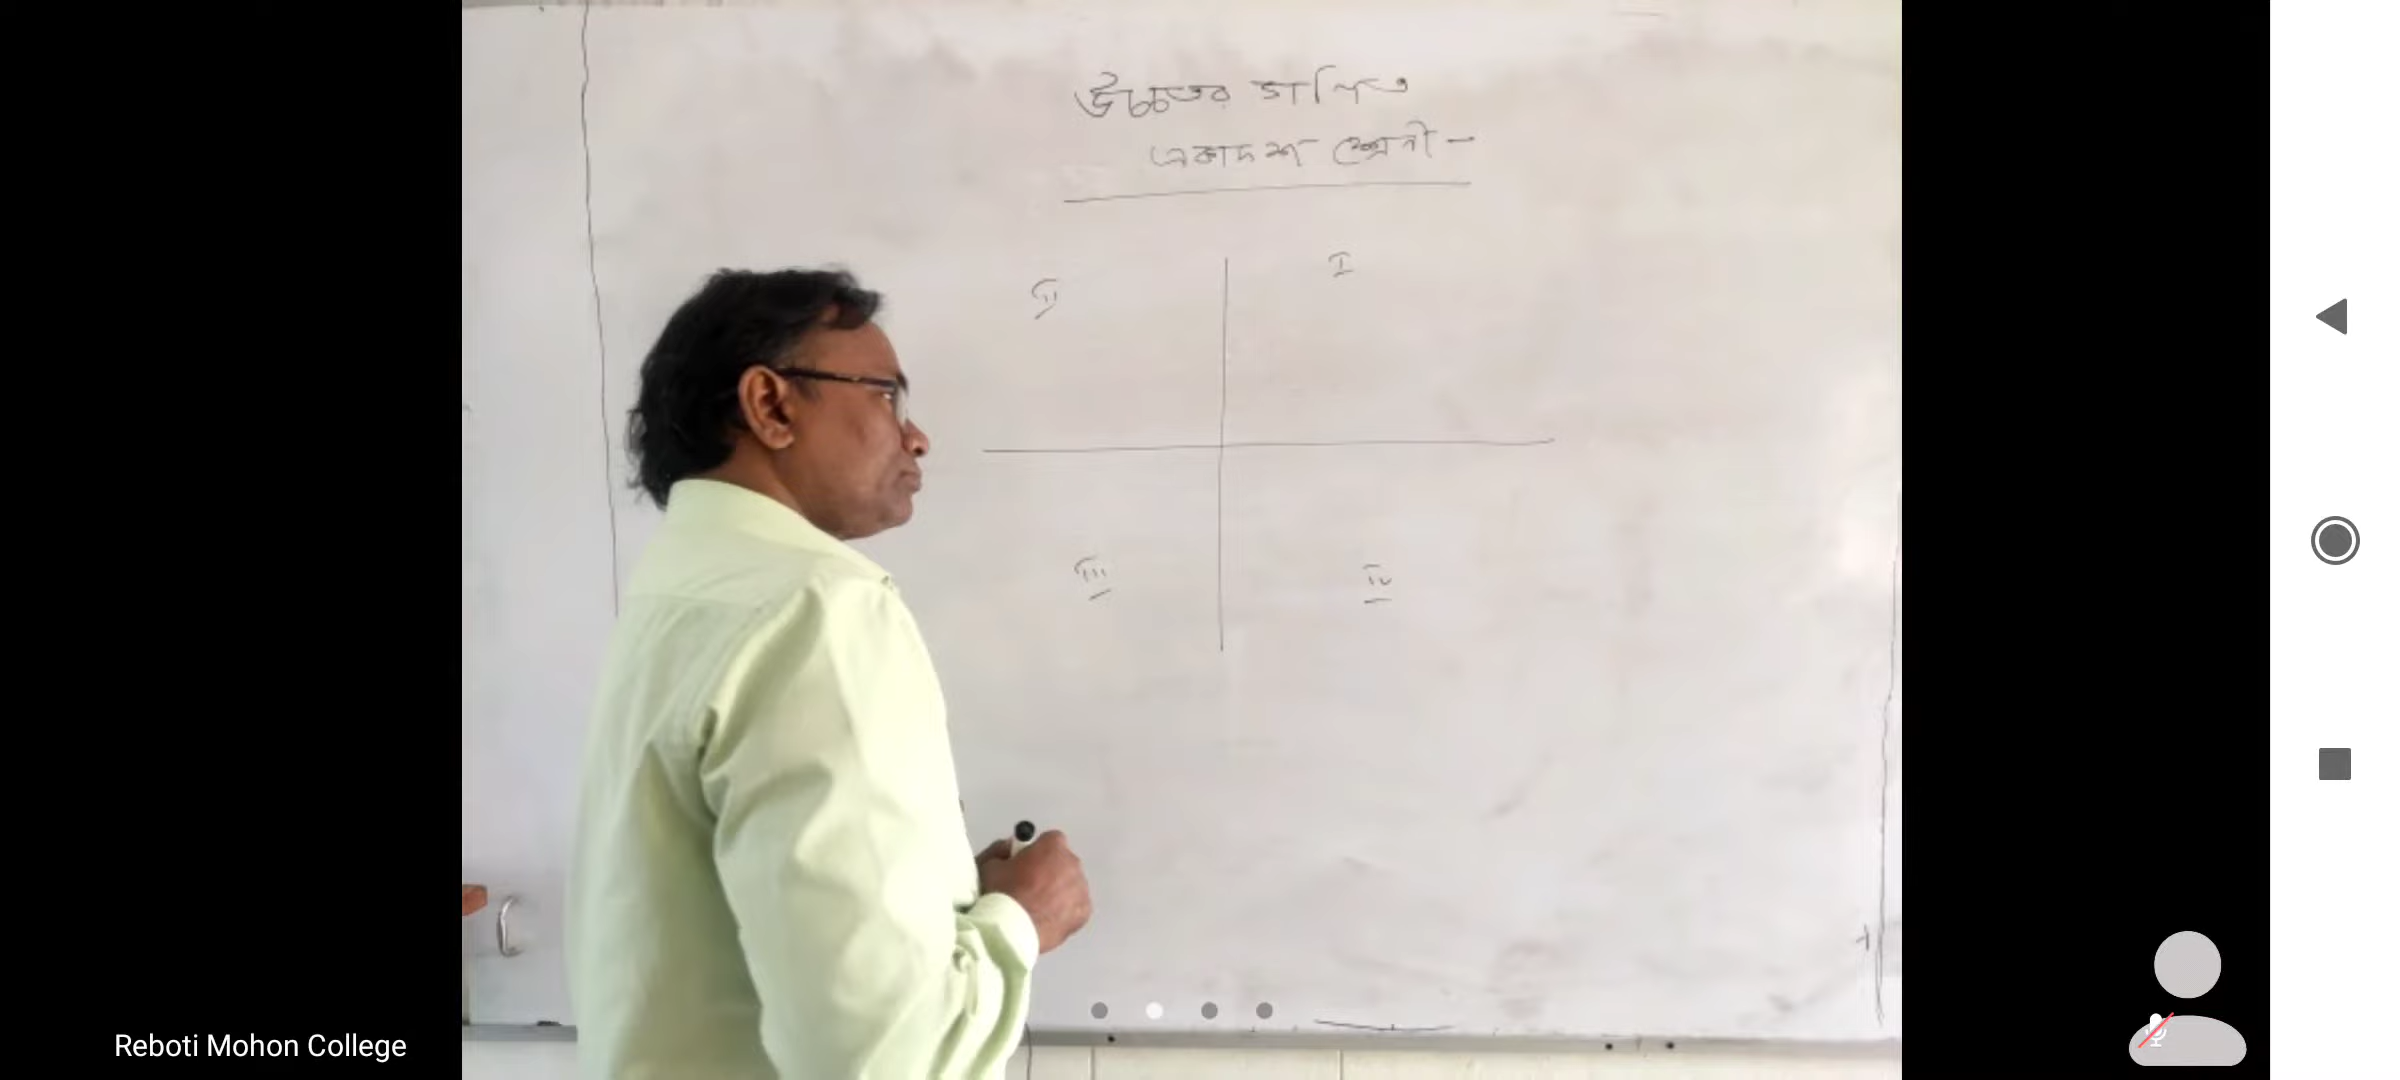 উচ্চতর গণিত
একাদশ শ্রেণী -
II
I
III
IV
Reboti Mohon College